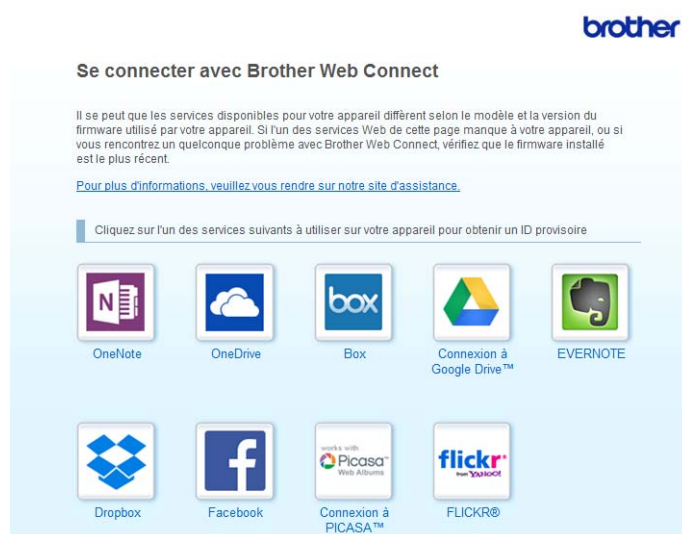 brother
Se connecter avec Brother Web Connect
Il se peut que les services disponibles pour votre appareil diffèrent selon le modèle et la version du
firmware utilisé par votre appareil. Si l'un des services Web de cette page manque à votre appareil, ou si
vous rencontrez un quelconque problème avec Brother Web Connect, vérifiez que le firmware installé
est le plus récent.
Pour plus d'informations, veuillez vous rendre sur notre site d'assistance.
Cliquez sur l'un des services suivants à utiliser sur votre appareil pour obtenir un ID provisoire
N
box
OneNote
OneDrive
Box
Connexion à
Google Drive™
EVERNOTE
f
works with
Picasa™
Web Albums
flickr
from YAHOO!
Dropbox
Facebook
Connexion à
PICASA™
FLICKR®